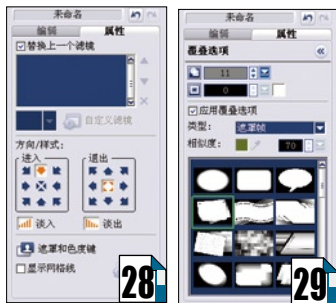 未命名
编辑 属性
替换上一个滤镜
自定义滤镜
方向/样式:
进入 退出
淡入 淡出
遮罩和色度键
显示网格线
28
未命名
编辑 属性
覆叠选项
11
0
应用覆叠选项
类型: 遮罩帧
相似度: 70
29